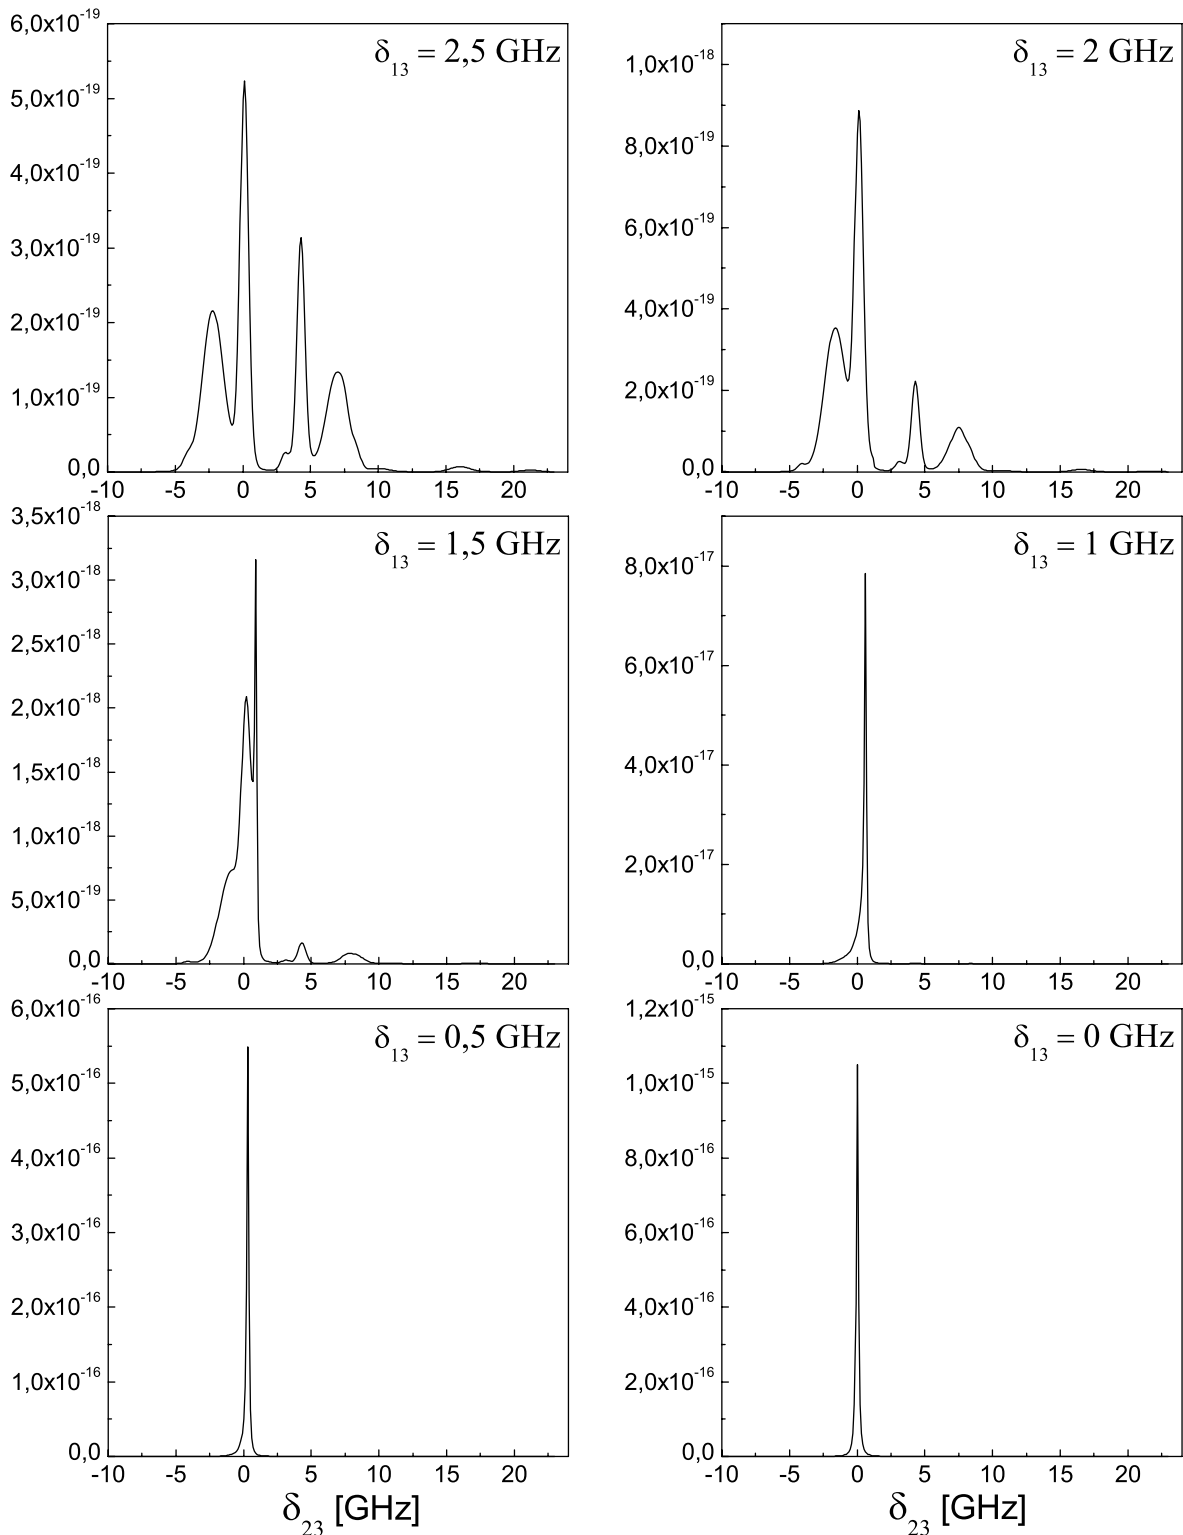 δ13 = 2,5 GHz
6,0x10-19
5,0x10-19
4,0x10-19
3,0x10-19
2,0x10-19
1,0x10-19
0,0
-10 -5 0 5 10 15 20
δ13 = 2 GHz
1,0x10-18
8,0x10-19
6,0x10-19
4,0x10-19
2,0x10-19
0,0
-10 -5 0 5 10 15 20
δ13 = 1,5 GHz
3,5x10-18
3,0x10-18
2,5x10-18
2,0x10-18
1,5x10-18
1,0x10-18
5,0x10-19
0,0
-10 -5 0 5 10 15 20
δ13 = 1 GHz
8,0x10-17
6,0x10-17
4,0x10-17
2,0x10-17
0,0
-10 -5 0 5 10 15 20
δ13 = 0,5 GHz
6,0x10-16
5,0x10-16
4,0x10-16
3,0x10-16
2,0x10-16
1,0x10-16
0,0
-10 -5 0 5 10 15 20
δ23 [GHz]
δ13 = 0 GHz
1,2x10-15
1,0x10-15
8,0x10-16
6,0x10-16
4,0x10-16
2,0x10-16
0,0
-10 -5 0 5 10 15 20
δ23 [GHz]